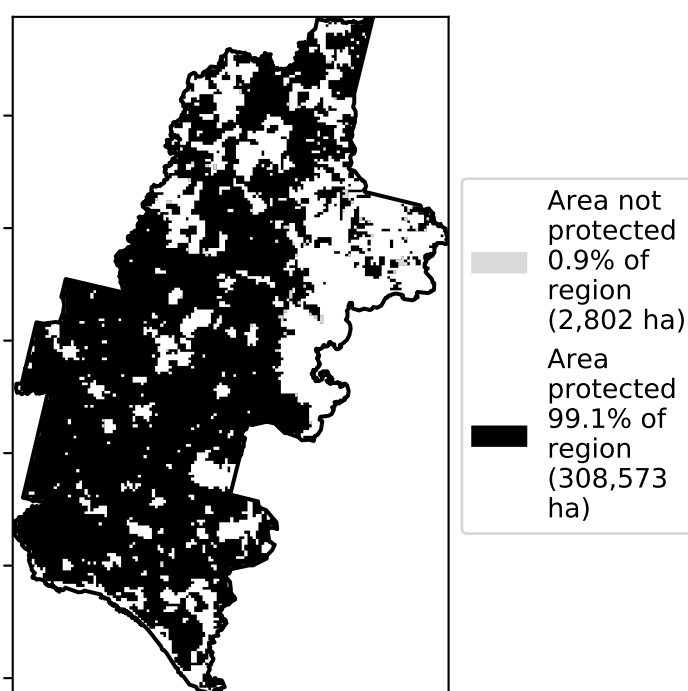 Area not
protected
0.9% of
region
(2,802 ha)
Area
protected
99.1% of
region
(308,573
ha)